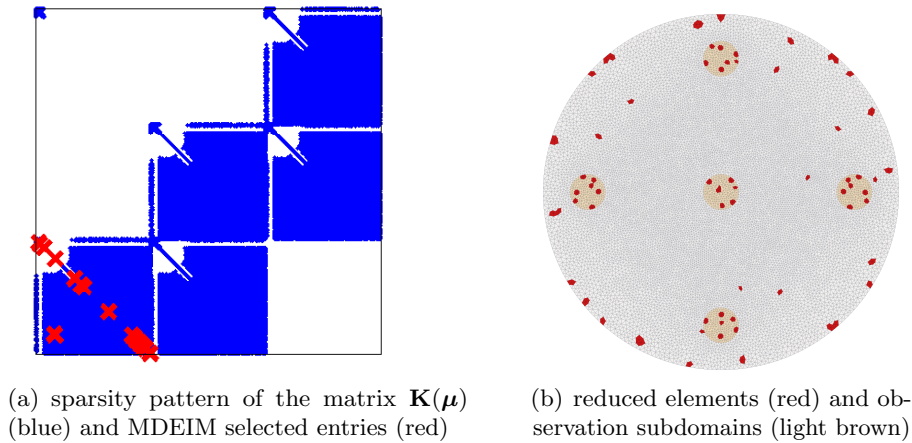 (a) sparsity pattern of the matrix K(μ)
(blue) and MDEIM selected entries (red)
(b) reduced elements (red) and ob-
servation subdomains (light brown)